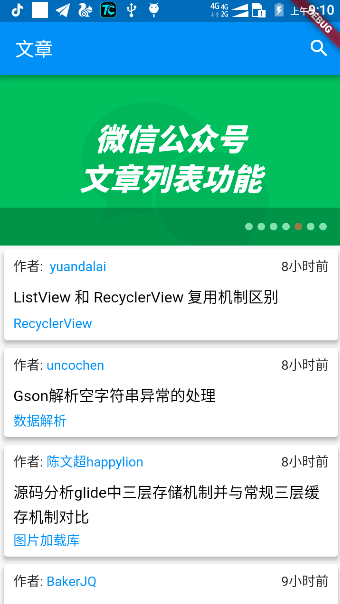 4G 4G 2G 上午9:10
DEBUG
文章
微信公众号
文章列表功能
作者: yuandalai 8小时前
ListView 和 RecyclerView 复用机制区别
RecyclerView
作者: uncochen 8小时前
Gson解析空字符串异常的处理
数据解析
作者: 陈文超happylion 8小时前
源码分析glide中三层存储机制并与常规三层缓
存机制对比
图片加载库
作者: BakerJQ 9小时前